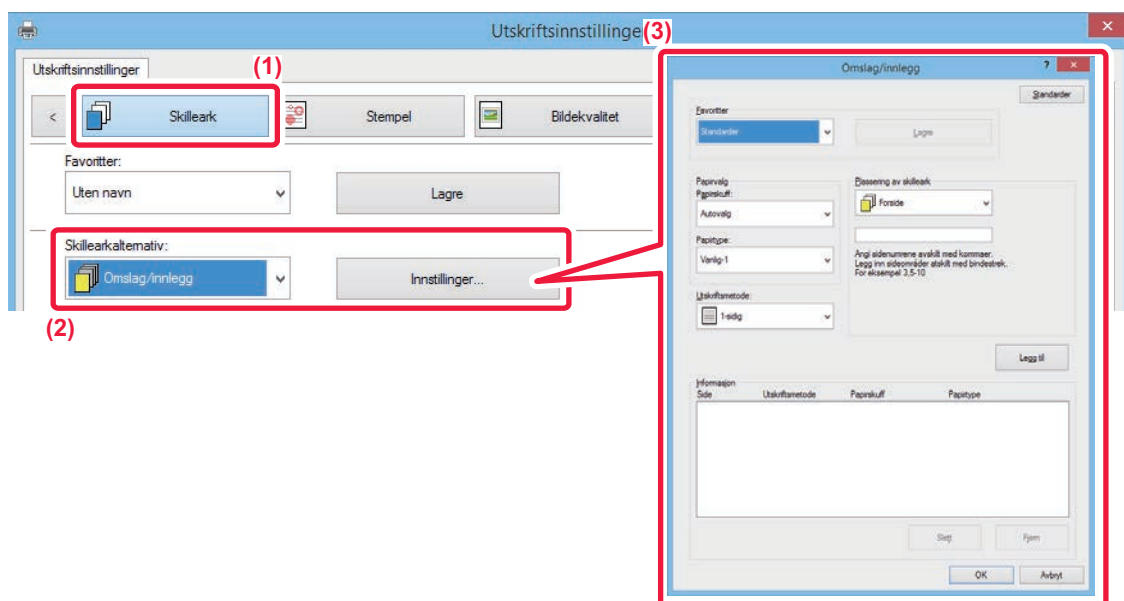 Utskriftsinnstillinge
(3)
Utskriftsinnstillinger
(1)
<
Skilleark
Stempel
Bildekvalitet
Favoritter:
Uten navn
Lagre
Skillearkalternativ:
Omslag/innlegg
Innstillinger...
(2)
Omslag/innlegg
?
Standarder
Favoritter
Standarder
Lagre
Papirvalg
Papirskuff:
Autovalg
Papirtype:
Vanlig-1
Utskriftsmetode:
1-sidig
Plassering av skilleark
Forside
Angi sidenumrene avskilt med kommaer.
Legg inn sideområder atskilt med bindestrek.
For eksempel 3,5-10
Legg til
Informasjon
Side Utskriftsmetode Papirskuff Papirtype
Slett Fjern
OK Avbryt